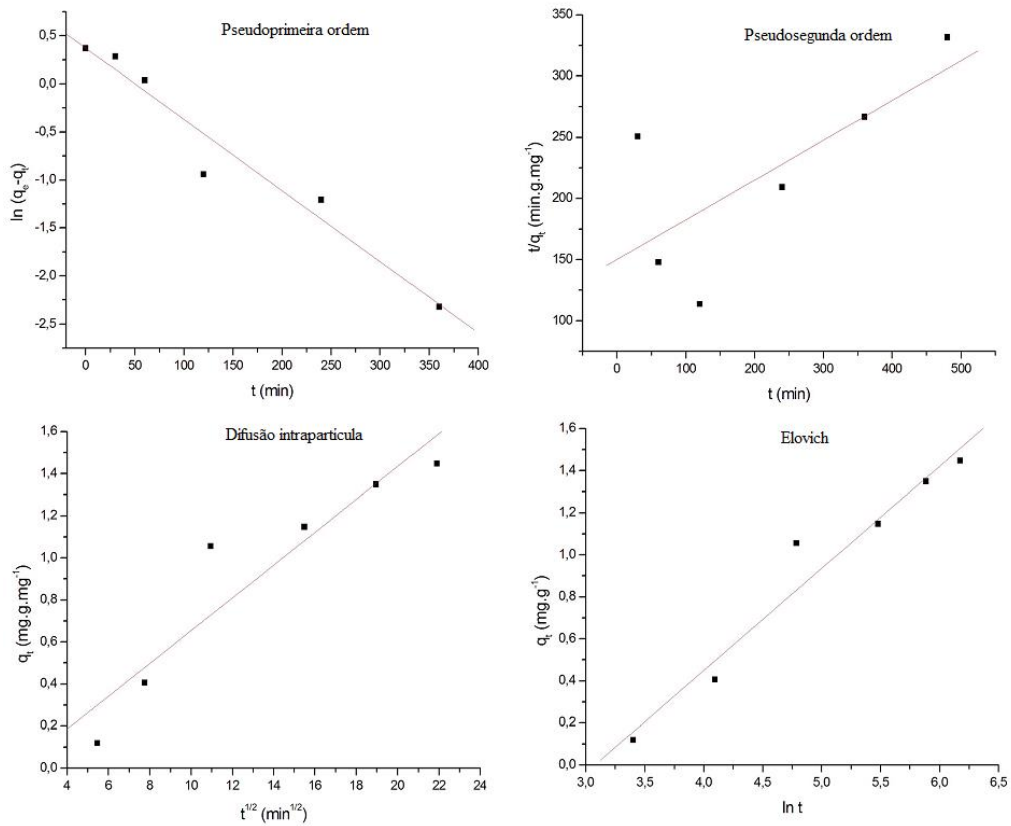 Pseudoprimeira ordem
0,5
0,0
-0,5
-1,0
-1,5
-2,0
-2,5
ln (qₑ-qₜ)
0 50 100 150 200 250 300 350 400
t (min)
Pseudosegunda ordem
350
300
250
200
150
100
t/qₜ (min.g.mg⁻¹)
0 100 200 300 400 500
t (min)
Difusão intrapartícula
1,6
1,4
1,2
1,0
0,8
0,6
0,4
0,2
0,0
qₜ (mg.g.mg⁻¹)
4 6 8 10 12 14 16 18 20 22 24
t¹ᐟ² (min¹ᐟ²)
Elovich
1,6
1,4
1,2
1,0
0,8
0,6
0,4
0,2
0,0
qₜ (mg.g⁻¹)
3,0 3,5 4,0 4,5 5,0 5,5 6,0 6,5
ln t